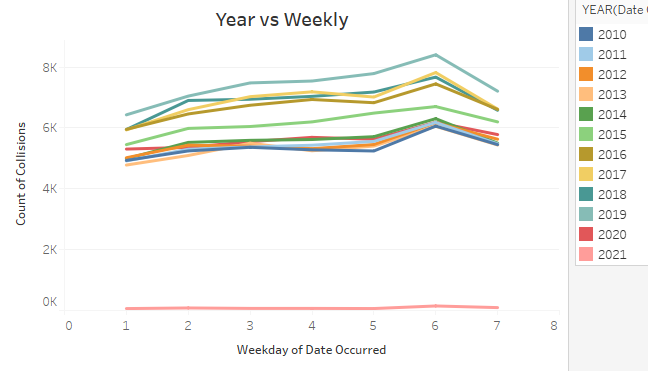 Year vs Weekly
YEAR(Date
2010
2011
2012
2013
2014
2015
2016
2017
2018
2019
2020
2021
Count of Collisions
8K
6K
4K
2K
0K
0 1 2 3 4 5 6 7 8
Weekday of Date Occurred